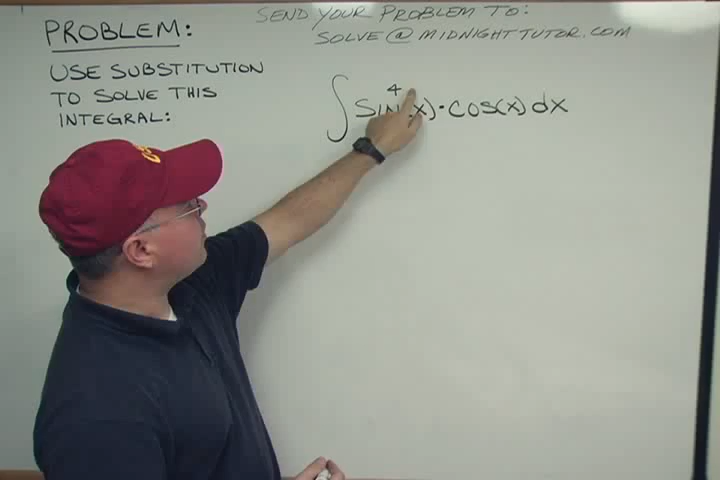 SEND YOUR PROBLEM TO:
SOLVE@MIDNIGHTTUTOR.COM
PROBLEM:
USE SUBSTITUTION
TO SOLVE THIS
INTEGRAL:
∫ SIN⁴(x)·COS(x) dx